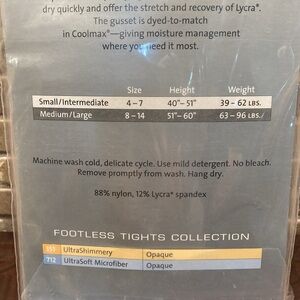 dry quickly and offer the stretch and recovery of Lycra®.
The gusset is dyed-to-match
in Coolmax®—giving moisture management
where you need it most.
Size Height Weight
Small/Intermediate 4–7 40"–51" 39–62 LBS.
Medium/Large 8–14 51"–60" 63–96 LBS.
Machine wash cold, delicate cycle. Use mild detergent. No bleach.
Remove promptly from wash. Hang dry.
88% nylon, 12% Lycra® spandex
FOOTLESS TIGHTS COLLECTION
UltraShimmery Opaque
712 UltraSoft Microfiber Opaque